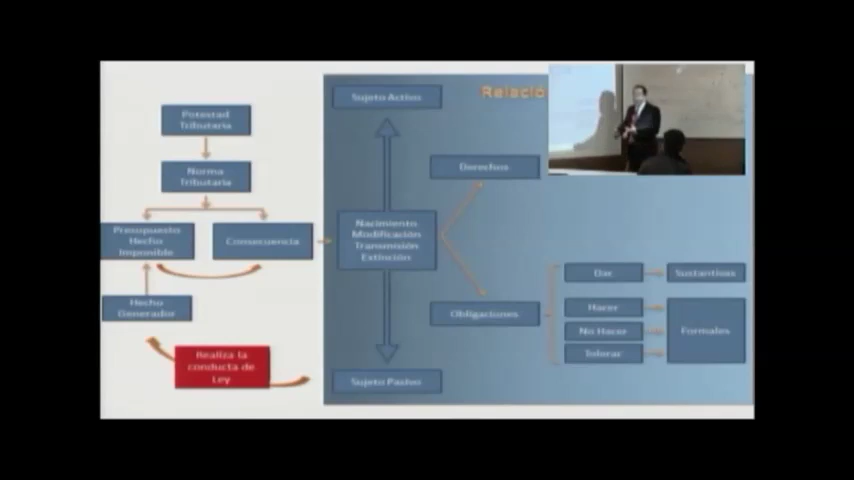 Relació
Sujeto Activo
Potestad
Tributaria
Derechos
Norma
Tributaria
Presupuesto
Hecho
Imponible
Consecuencia
Nacimiento
Modificación
Transmisión
Extinción
Dar
Sustantivas
Hecho
Generador
Obligaciones
Hacer
No Hacer
Formales
Tolerar
Realiza la
conducta de
Ley
Sujeto Pasivo